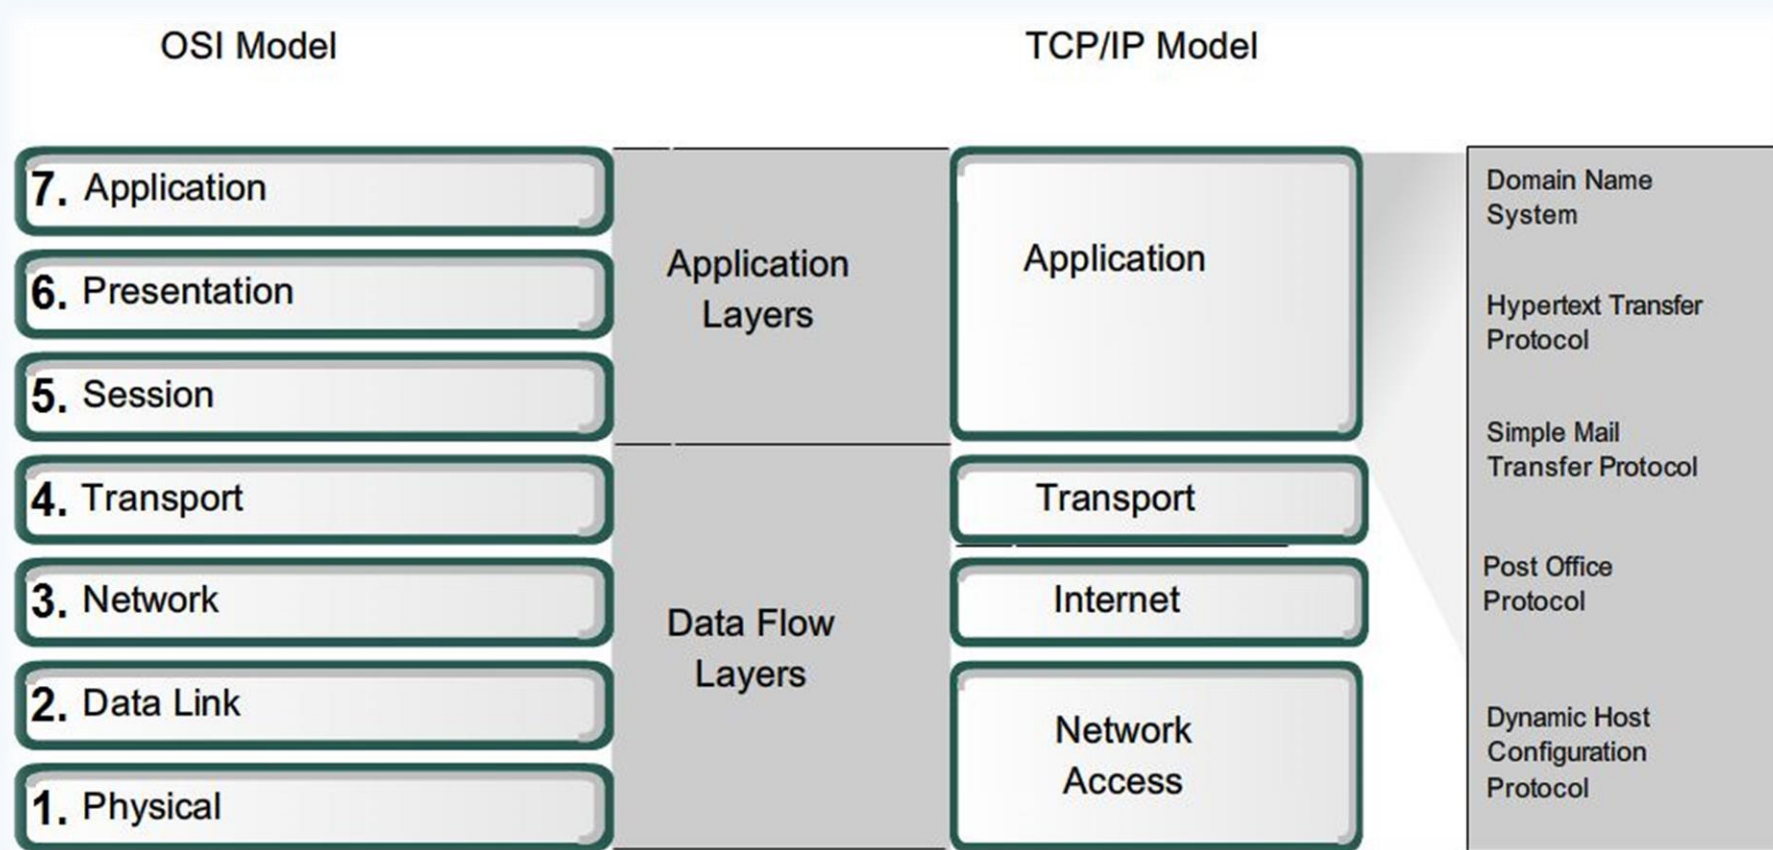 OSI Model
TCP/IP Model
7. Application
6. Presentation
5. Session
4. Transport
3. Network
2. Data Link
1. Physical
Application
Layers
Data Flow
Layers
Application
Transport
Internet
Network
Access
Domain Name
System
Hypertext Transfer
Protocol
Simple Mail
Transfer Protocol
Post Office
Protocol
Dynamic Host
Configuration
Protocol